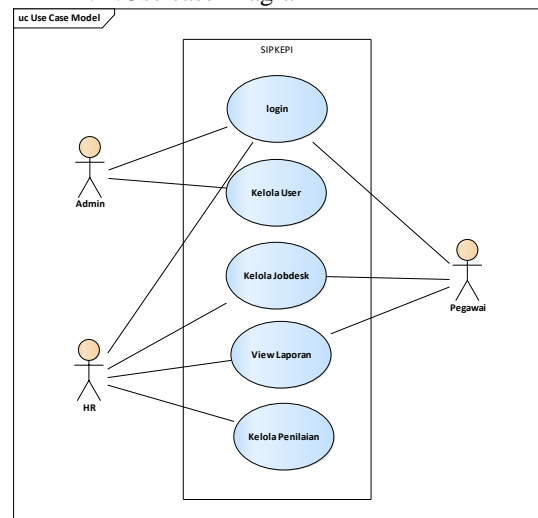 uc Use Case Model
SIPKEPI
login
Admin
Kelola User
Kelola Jobdesk
Pegawai
View Laporan
HR
Kelola Penilaian